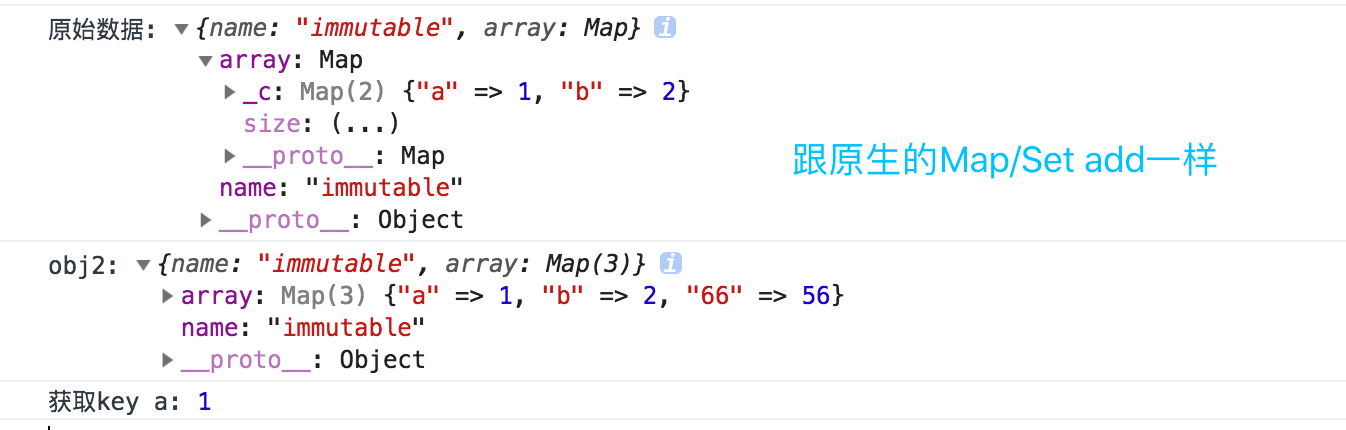 原始数据: ▼{name: "immutable", array: Map} i
▼array: Map
▶_c: Map(2) {"a" => 1, "b" => 2}
size: (...)
▶__proto__: Map
name: "immutable"
▶__proto__: Object
跟原生的Map/Set add一样
obj2: ▼{name: "immutable", array: Map(3)} i
▶array: Map(3) {"a" => 1, "b" => 2, "66" => 56}
name: "immutable"
▶__proto__: Object
获取key a: 1